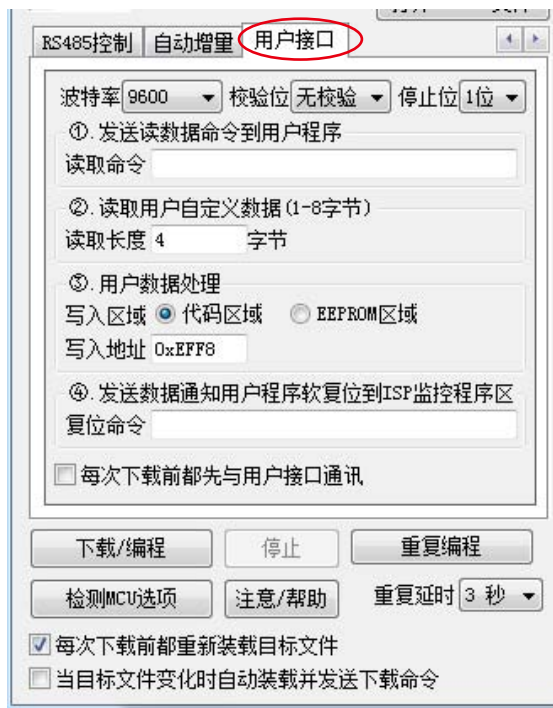 RS485控制 自动增量 用户接口
波特率 9600 校验位 无校验 停止位 1位
①.发送读数据命令到用户程序
读取命令
②.读取用户自定义数据(1-8字节)
读取长度 4 字节
③.用户数据处理
写入区域 代码区域 EEPROM区域
写入地址 0xEFF8
④.发送数据通知用户程序软复位到ISP监控程序区
复位命令
每次下载前都先与用户接口通讯
下载/编程 停止 重复编程
检测MCU选项 注意/帮助 重复延时 3 秒
每次下载前都重新装载目标文件
当目标文件变化时自动装载并发送下载命令